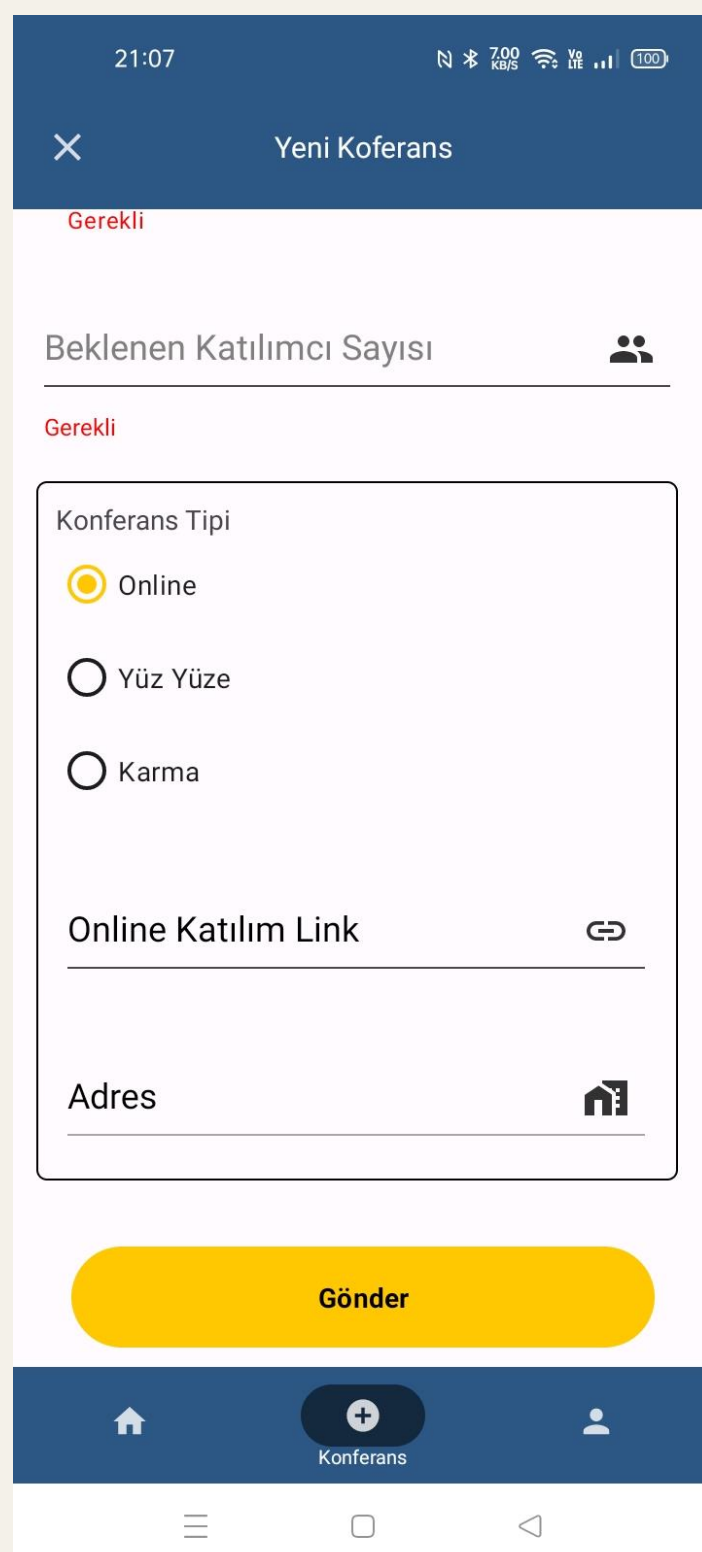 21:07
7.00
KB/S
Vo
LTE
100
Yeni Koferans
Gerekli
Beklenen Katılımcı Sayısı
Gerekli
Konferans Tipi
Online
Yüz Yüze
Karma
Online Katılım Link
Adres
Gönder
Konferans